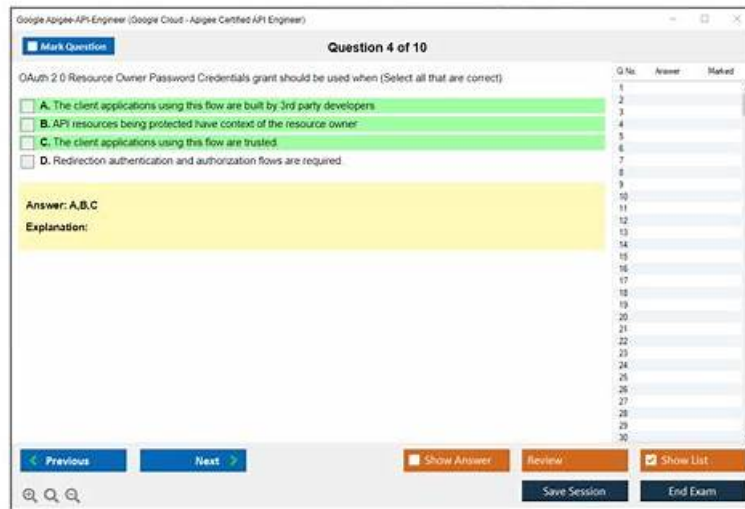 Google Apigee-API-Engineer (Google Cloud - Apigee Certified API Engineer)
Mark Question
Question 4 of 10
OAuth 2.0 Resource Owner Password Credentials grant should be used when (Select all that are correct)
A. The client applications using this flow are built by 3rd party developers
B. API resources being protected have context of the resource owner
C. The client applications using this flow are trusted.
D. Redirection authentication and authorization flows are required.
Answer: A,B,C
Explanation:
Q No. Answer Marked
1
2
3
4
5
6
7
8
9
10
11
12
13
14
15
16
17
18
19
20
21
22
23
24
25
26
27
28
29
30
Previous Next Show Answer Review Show List
Save Session End Exam